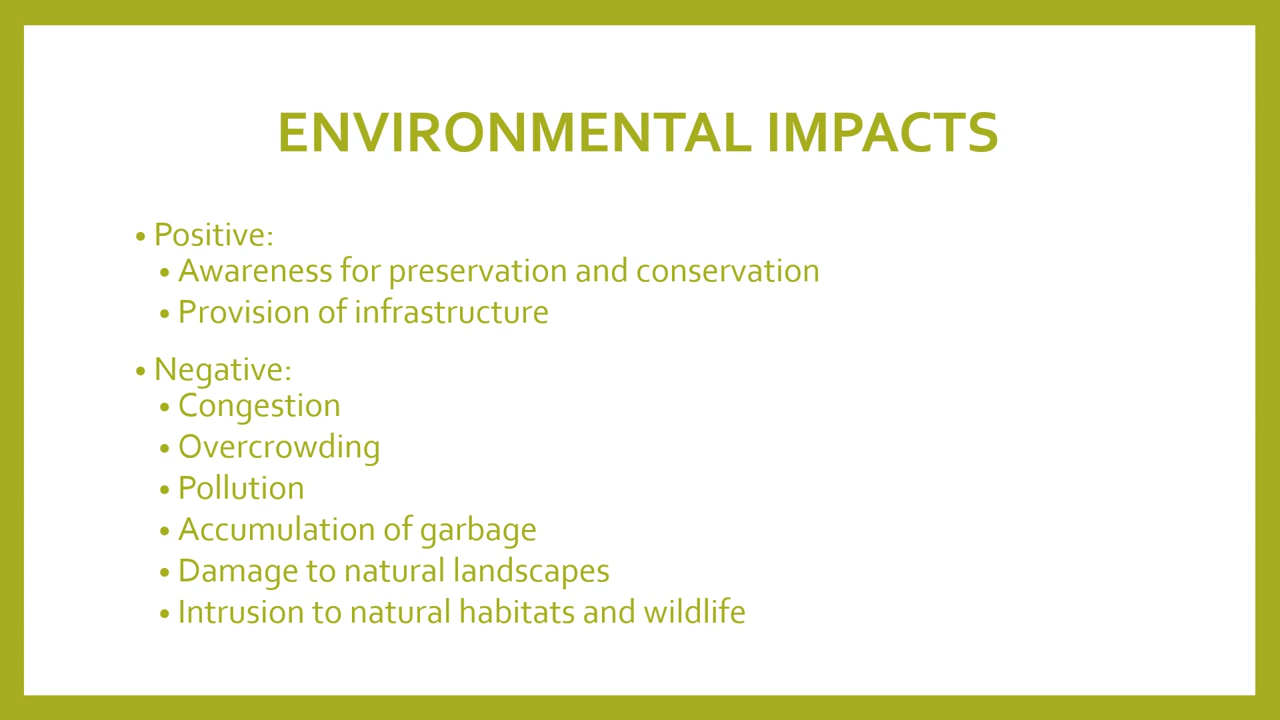 ENVIRONMENTAL IMPACTS
• Positive:
• Awareness for preservation and conservation
• Provision of infrastructure
• Negative:
• Congestion
• Overcrowding
• Pollution
• Accumulation of garbage
• Damage to natural landscapes
• Intrusion to natural habitats and wildlife